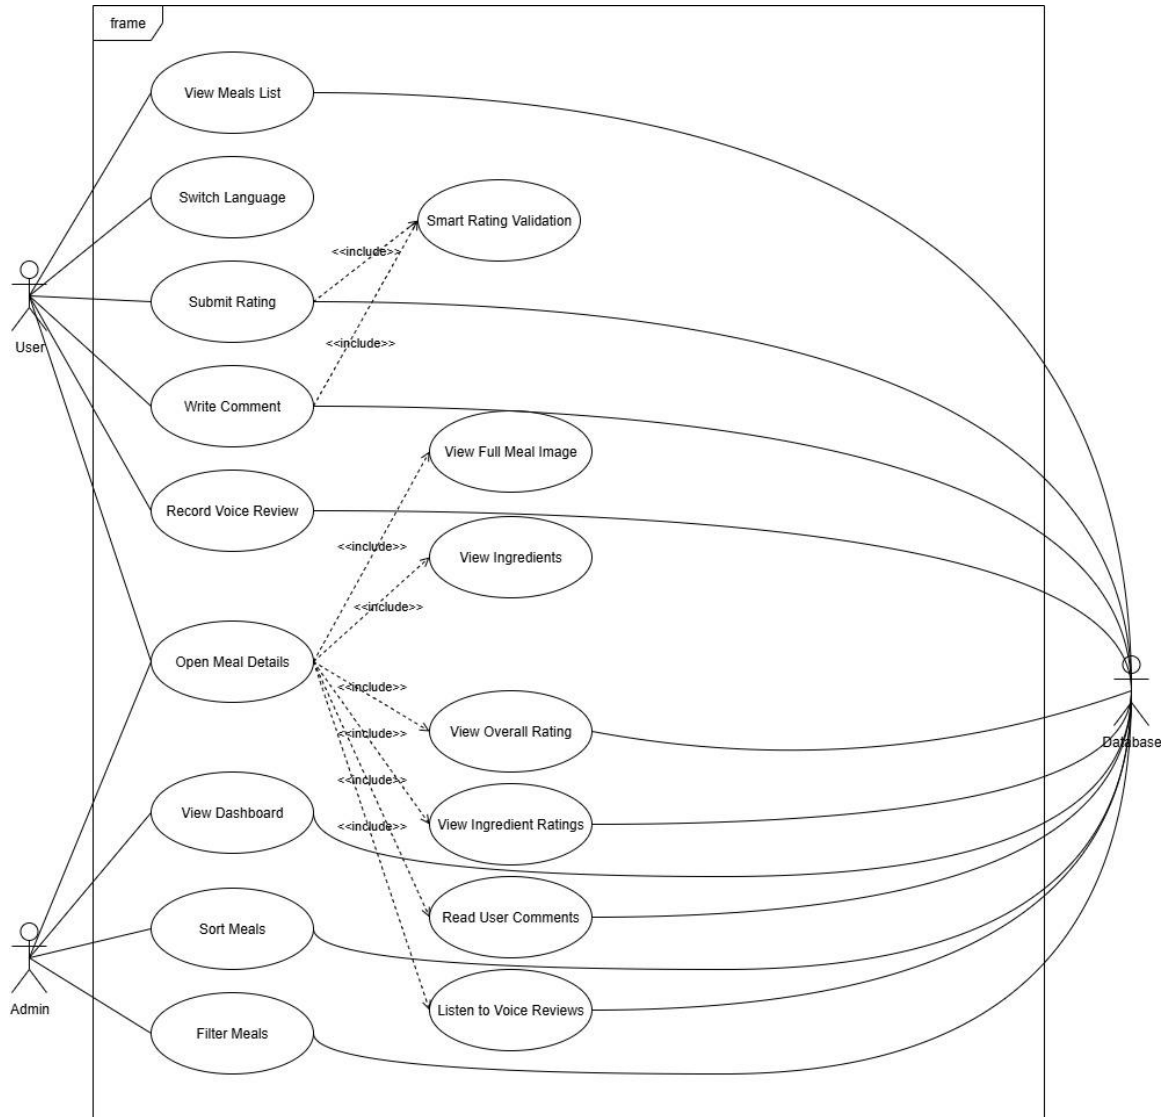 frame
View Meals List
Switch Language
Smart Rating Validation
<<include>>
Submit Rating
User
<<include>>
Write Comment
View Full Meal Image
Record Voice Review
<<include>>
View Ingredients
<<include>>
Open Meal Details
<<include>>
View Overall Rating
<<include>>
Database
<<include>>
View Dashboard
View Ingredient Ratings
<<include>>
Read User Comments
Sort Meals
Admin
Listen to Voice Reviews
Filter Meals